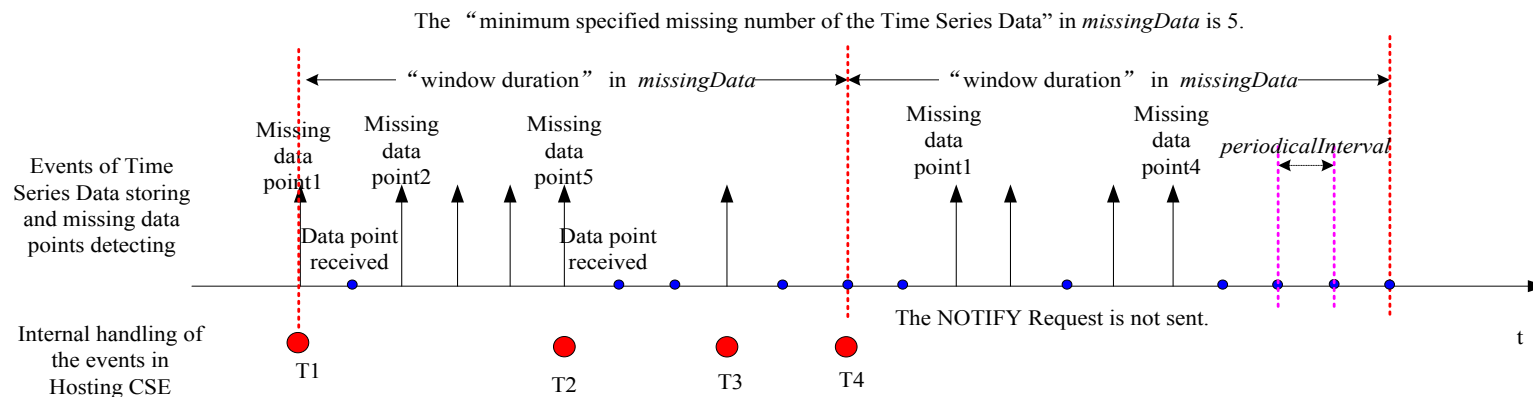 The “minimum specified missing number of the Time Series Data” in missingData is 5.
“window duration” in missingData
“window duration” in missingData
Missing
data
point1
Missing
data
point2
Missing
data
point5
Missing
data
point1
Missing
data
point4
periodicalInterval
Events of Time
Series Data storing
and missing data
points detecting
Data point
received
Data point
received
The NOTIFY Request is not sent.
t
Internal handling of
the events in
Hosting CSE
T1
T2
T3
T4